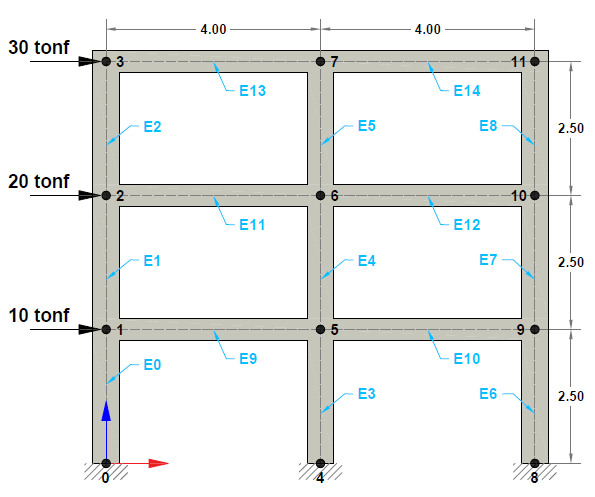 4.00 4.00
30 tonf 3 7 11
E13 E14
E2 E5 E8 2.50
20 tonf 2 6 10
E11 E12
E1 E4 E7 2.50
10 tonf 1 5 9
E9 E10
E0
E3 E6 2.50
0 4 8